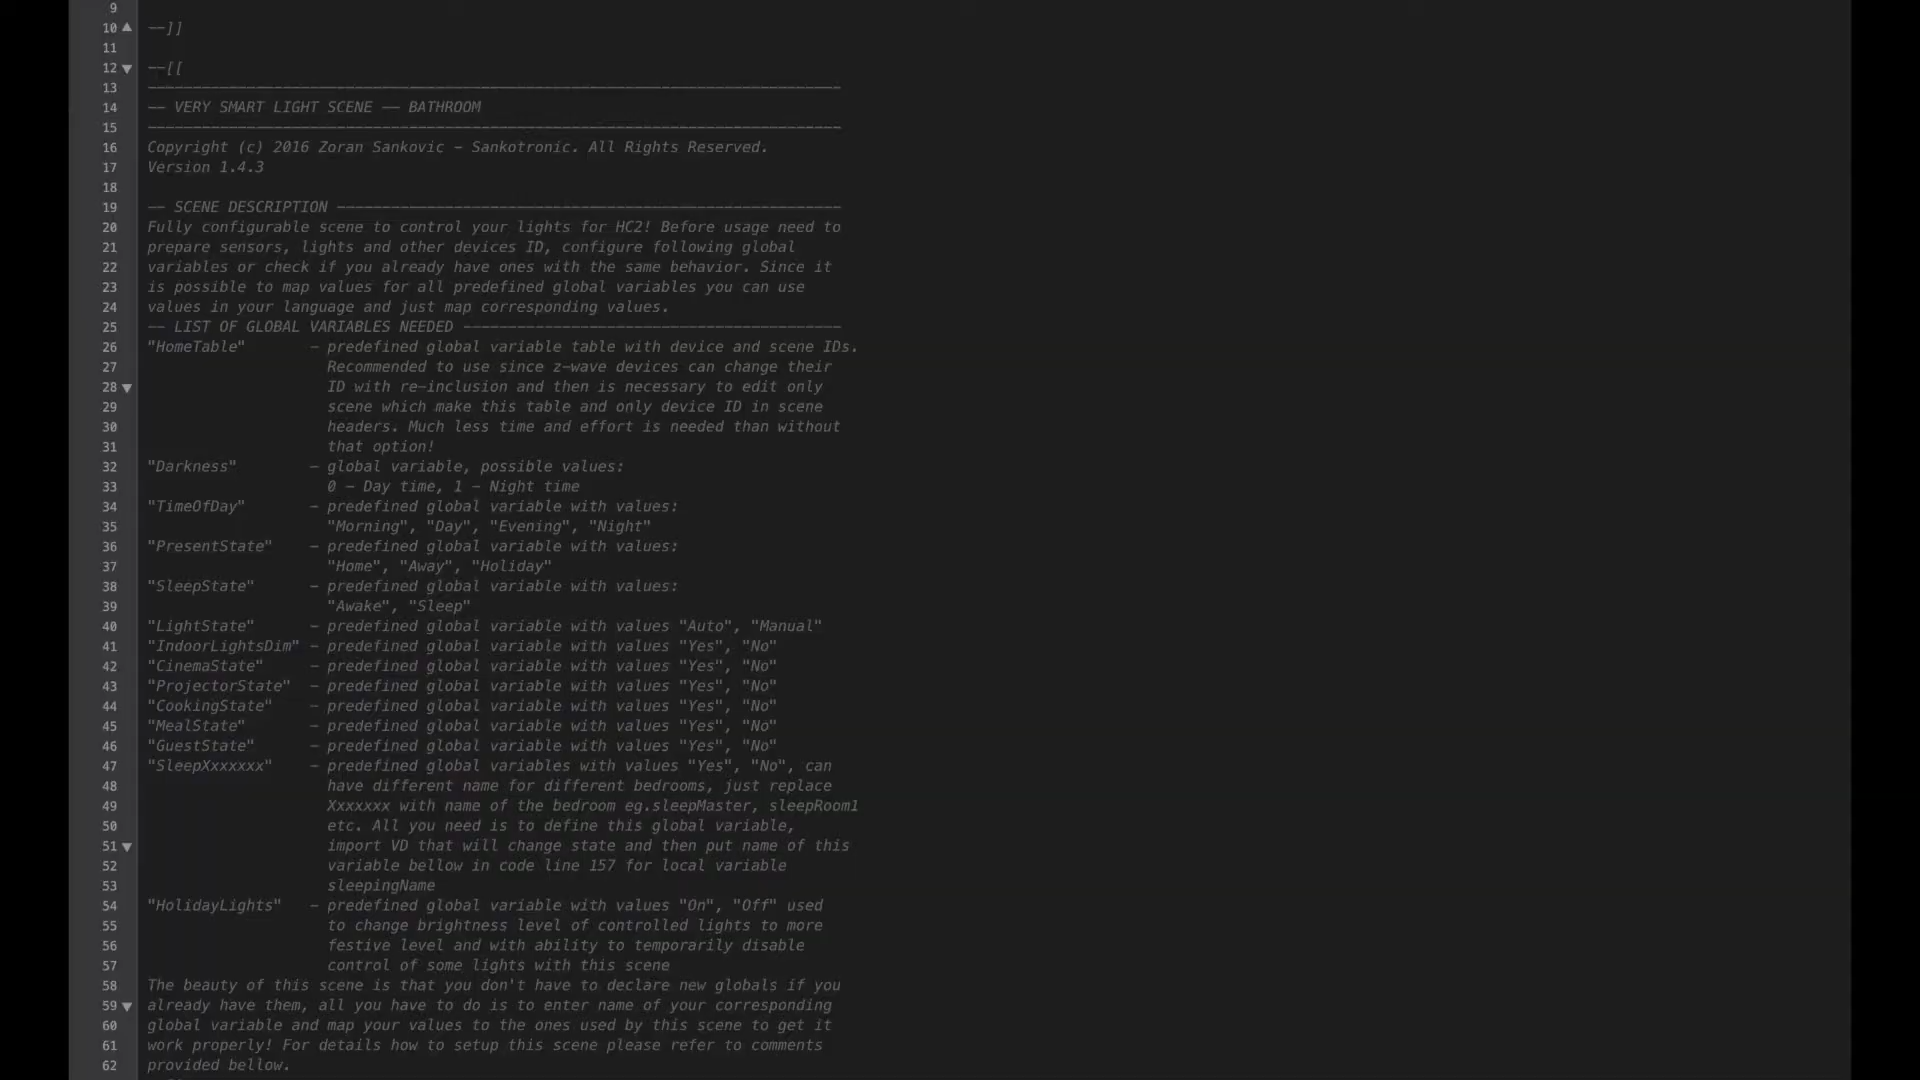 9
10 --]]
11
12 --[[
13 -----------------------------------------------------------------------------
14 -- VERY SMART LIGHT SCENE -- BATHROOM
15 -----------------------------------------------------------------------------
16 Copyright (c) 2016 Zoran Sankovic - Sankotronic. All Rights Reserved.
17 Version 1.4.3
18
19 -- SCENE DESCRIPTION --------------------------------------------------------
20 Fully configurable scene to control your lights for HC2! Before usage need to
21 prepare sensors, lights and other devices ID, configure following global
22 variables or check if you already have ones with the same behavior. Since it
23 is possible to map values for all predefined global variables you can use
24 values in your language and just map corresponding values.
25 -- LIST OF GLOBAL VARIABLES NEEDED ------------------------------------------
26 "HomeTable"       - predefined global variable table with device and scene IDs.
27                     Recommended to use since z-wave devices can change their
28                     ID with re-inclusion and then is necessary to edit only
29                     scene which make this table and only device ID in scene
30                     headers. Much less time and effort is needed than without
31                     that option!
32 "Darkness"        - global variable, possible values:
33                     0 - Day time, 1 - Night time
34 "TimeOfDay"       - predefined global variable with values:
35                     "Morning", "Day", "Evening", "Night"
36 "PresentState"    - predefined global variable with values:
37                     "Home", "Away", "Holiday"
38 "SleepState"      - predefined global variable with values:
39                     "Awake", "Sleep"
40 "LightState"      - predefined global variable with values "Auto", "Manual"
41 "IndoorLightsDim" - predefined global variable with values "Yes", "No"
42 "CinemaState"     - predefined global variable with values "Yes", "No"
43 "ProjectorState"  - predefined global variable with values "Yes", "No"
44 "CookingState"    - predefined global variable with values "Yes", "No"
45 "MealState"       - predefined global variable with values "Yes", "No"
46 "GuestState"      - predefined global variable with values "Yes", "No"
47 "SleepXxxxxxx"    - predefined global variables with values "Yes", "No", can
48                     have different name for different bedrooms, just replace
49                     Xxxxxxx with name of the bedroom eg.sleepMaster, sleepRoom1
50                     etc. All you need is to define this global variable,
51                     import VD that will change state and then put name of this
52                     variable bellow in code line 157 for local variable
53                     sleepingName
54 "HolidayLights"   - predefined global variable with values "On", "Off" used
55                     to change brightness level of controlled lights to more
56                     festive level and with ability to temporarily disable
57                     control of some lights with this scene
58 The beauty of this scene is that you don't have to declare new globals if you
59 already have them, all you have to do is to enter name of your corresponding
60 global variable and map your values to the ones used by this scene to get it
61 work properly! For details how to setup this scene please refer to comments
62 provided bellow.